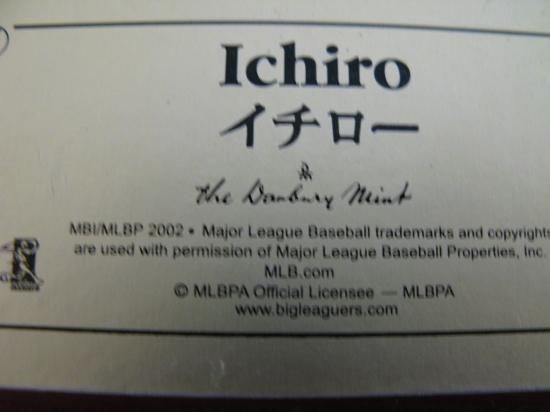 Ichiro
イチロー
the Danbury Mint
MBI/MLBP 2002 • Major League Baseball trademarks and copyrights
are used with permission of Major League Baseball Properties, Inc.
MLB.com
© MLBPA Official Licensee — MLBPA
www.bigleaguers.com